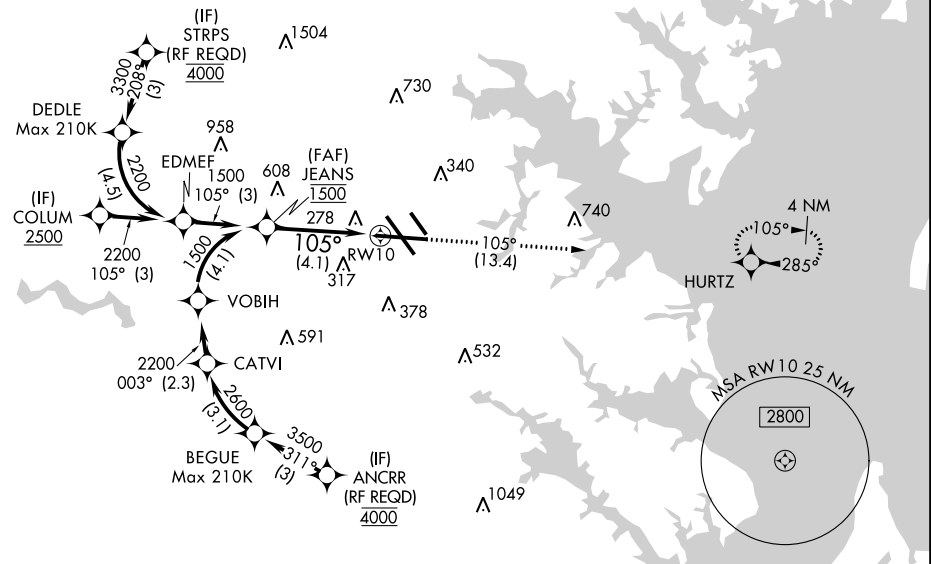 (IF)
STRPS
(RF REQD)
4000
1504
3300
208°
(3)
730
DEDLE
Max 210K
958
EDMEF
2200
(4.5)
1500
105° (3)
608
(FAF)
JEANS
1500
340
(IF)
COLUM
2500
278
105°
(4.1)
RW10
317
740
105°
(13.4)
4 NM
105°
285°
HURTZ
2200
105° (3)
1500
(4.1)
VOBIH
378
591
532
2200
003° (2.3)
CATVI
2600
(3.1)
BEGUE
Max 210K
3500
311°
(3)
(IF)
ANCRR
(RF REQD)
4000
1049
MSA RW10 25 NM
2800